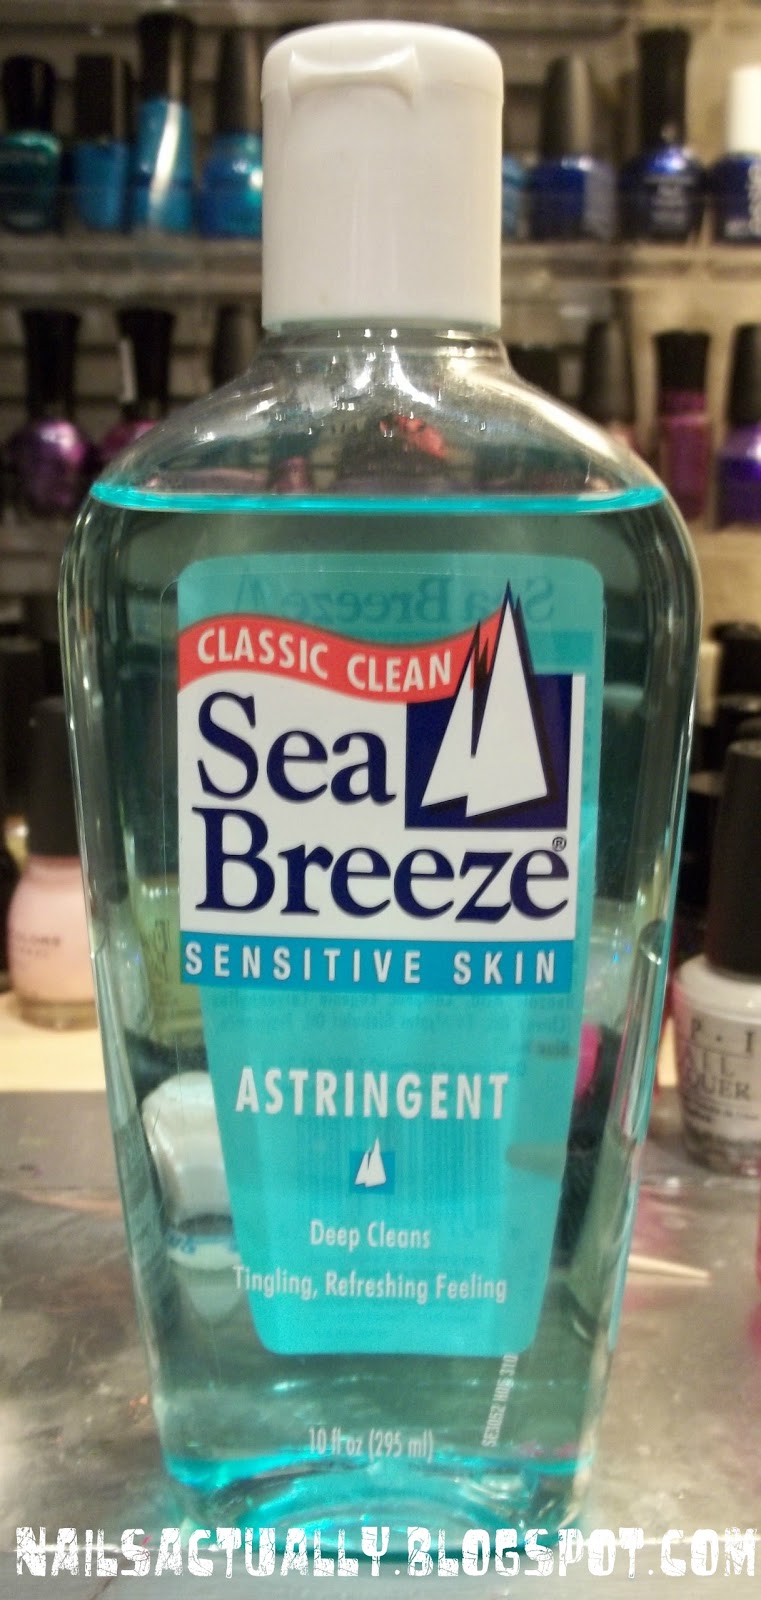 CLASSIC CLEAN
Sea
Breeze®
SENSITIVE SKIN
ASTRINGENT
Deep Cleans
Tingling, Refreshing Feeling
10 fl oz (295 ml)
NAILSACTUALLY.BLOGSPOT.COM